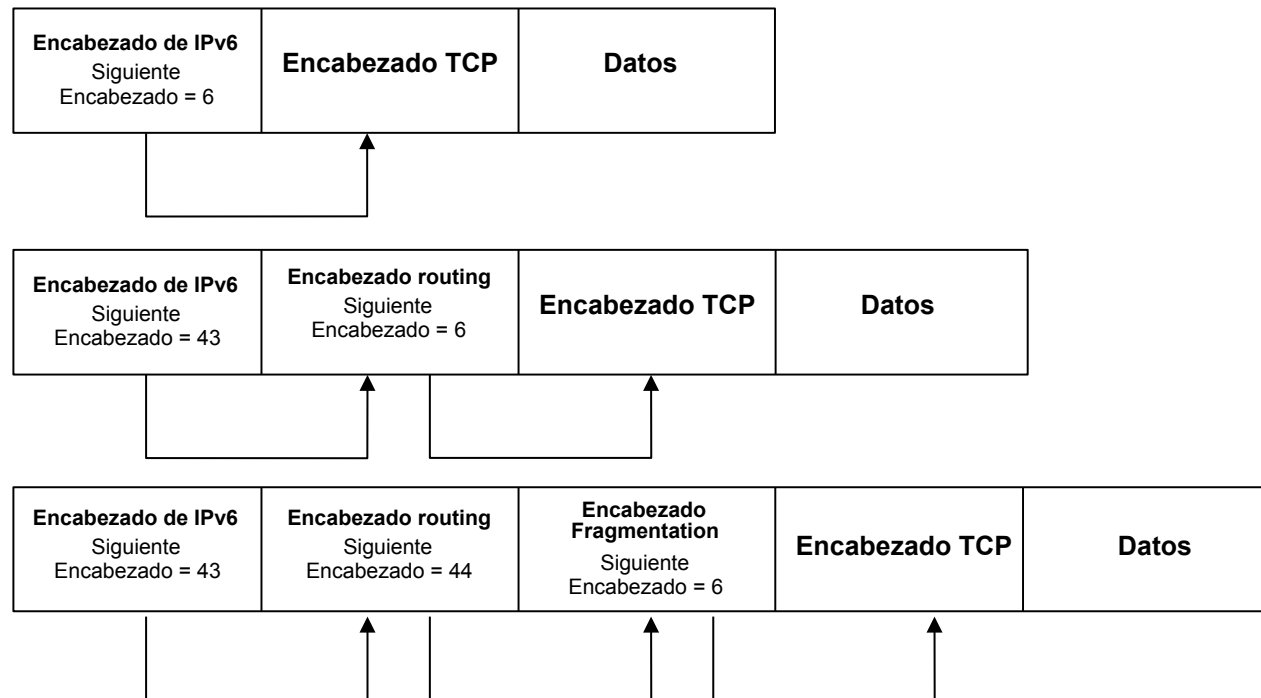 Encabezado de IPv6
Siguiente
Encabezado = 6
Encabezado TCP
Datos
Encabezado de IPv6
Siguiente
Encabezado = 43
Encabezado routing
Siguiente
Encabezado = 6
Encabezado TCP
Datos
Encabezado de IPv6
Siguiente
Encabezado = 43
Encabezado routing
Siguiente
Encabezado = 44
Encabezado
Fragmentation
Siguiente
Encabezado = 6
Encabezado TCP
Datos